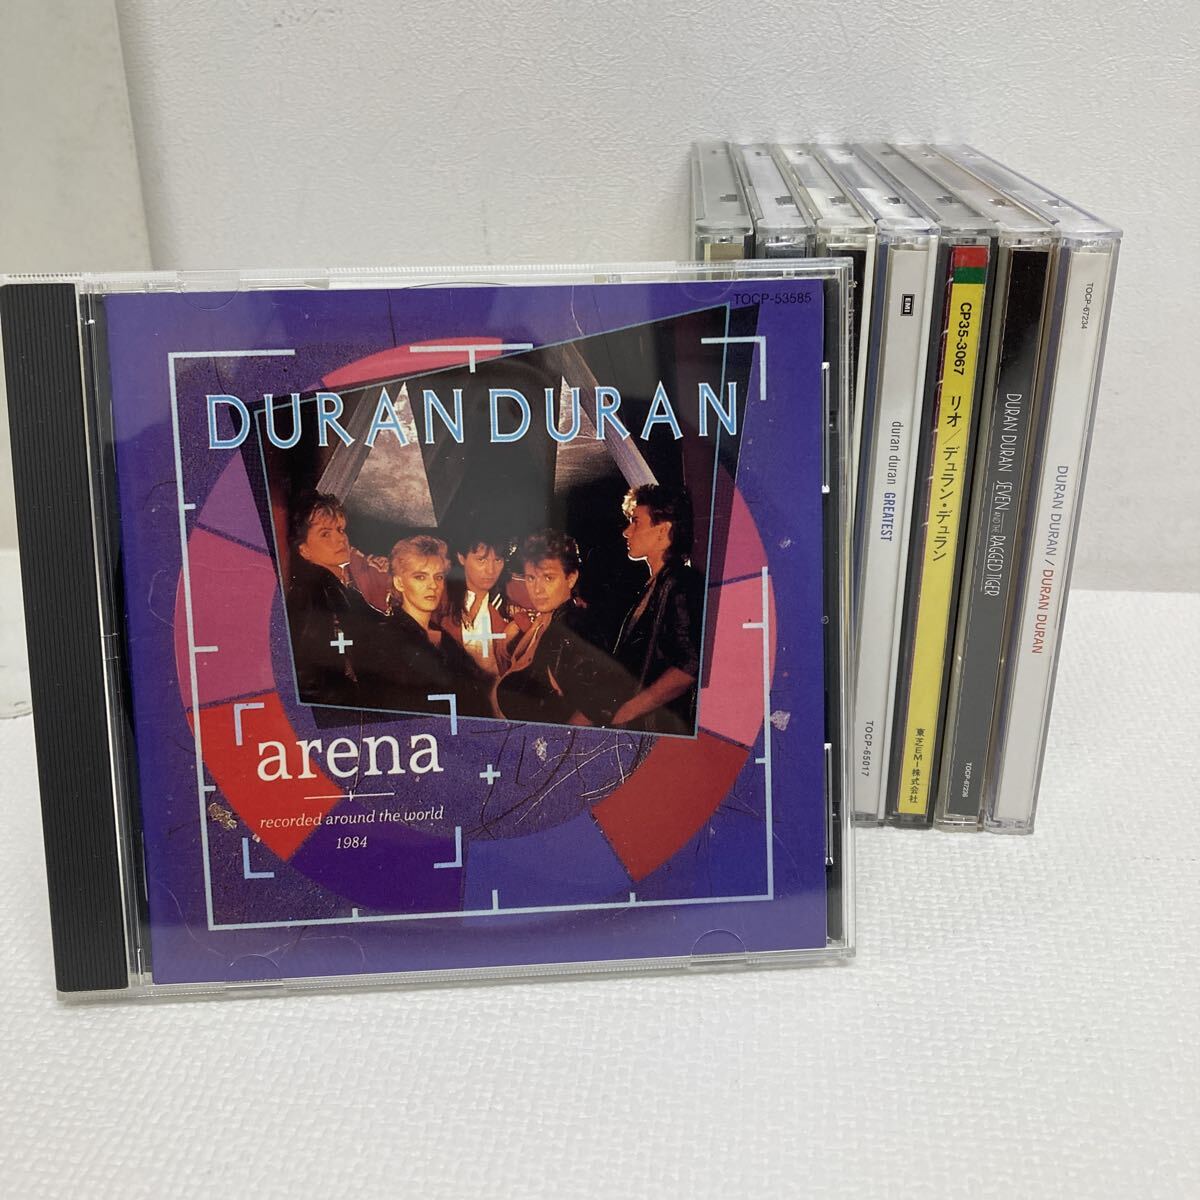 TOCP-53585
DURAN DURAN
arena
recorded around the world
1984
EMI
duran duran GREATEST
TOCP-65017
CP35-3067 リオ/デュラン・デュラン
東芝EMI株式会社
DURAN DURAN SEVEN AND THE RAGGED TIGER
TOCP-67236
TOCP-67234
DURAN DURAN / DURAN DURAN